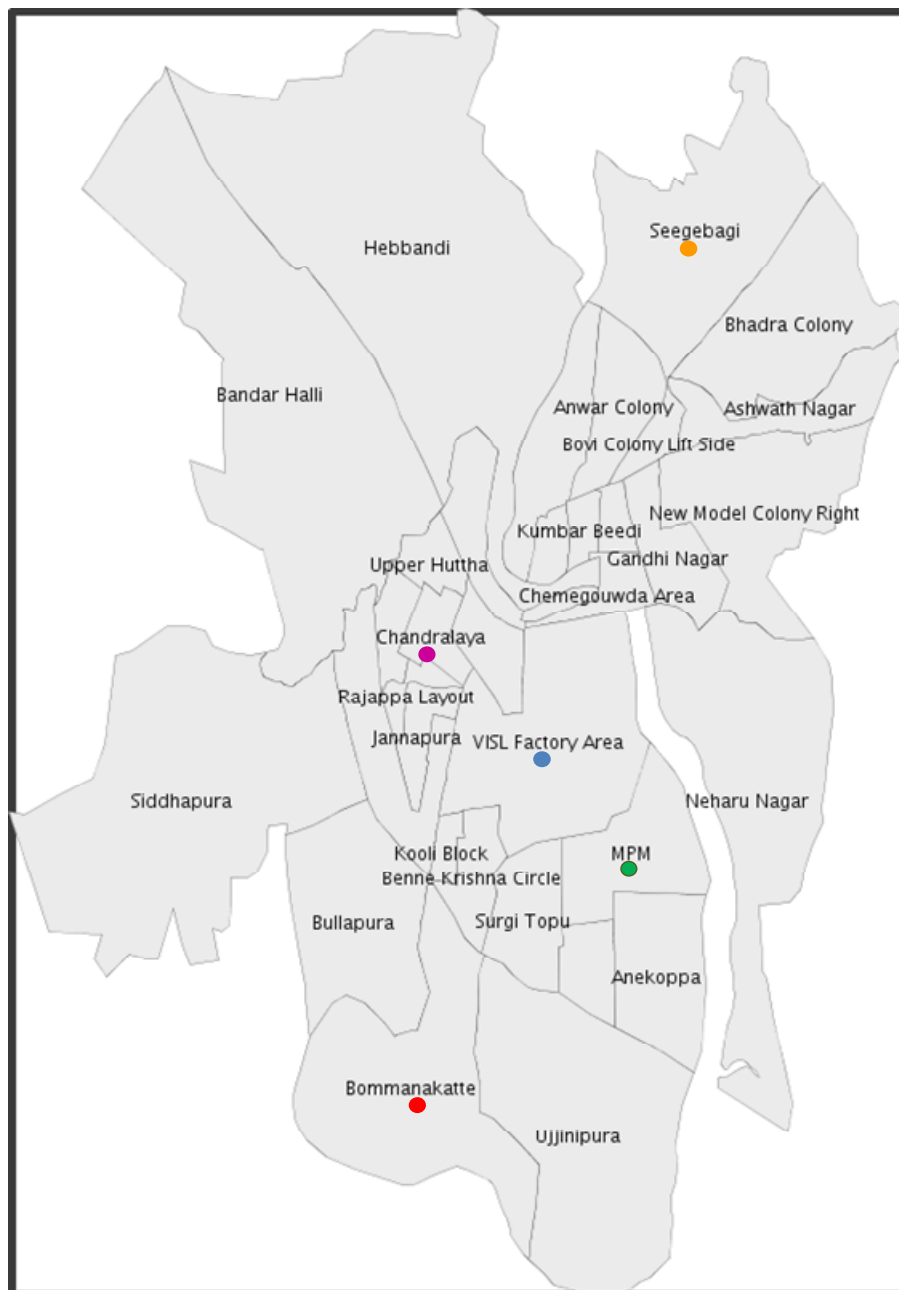 Seegebagi
Hebbandi
Bhadra Colony
Bandar Halli
Anwar Colony
Ashwath Nagar
Bovi Colony Lift Side
New Model Colony Right
Kumbar Beedi
Gandhi Nagar
Upper Huttha
Chemegouwda Area
Chandralaya
Rajappa Layout
Jannapura
VISL Factory Area
Siddhapura
Neharu Nagar
Kooli Block
MPM
Benne Krishna Circle
Bullapura
Surgi Topu
Anekoppa
Bommanakatte
Ujjinipura